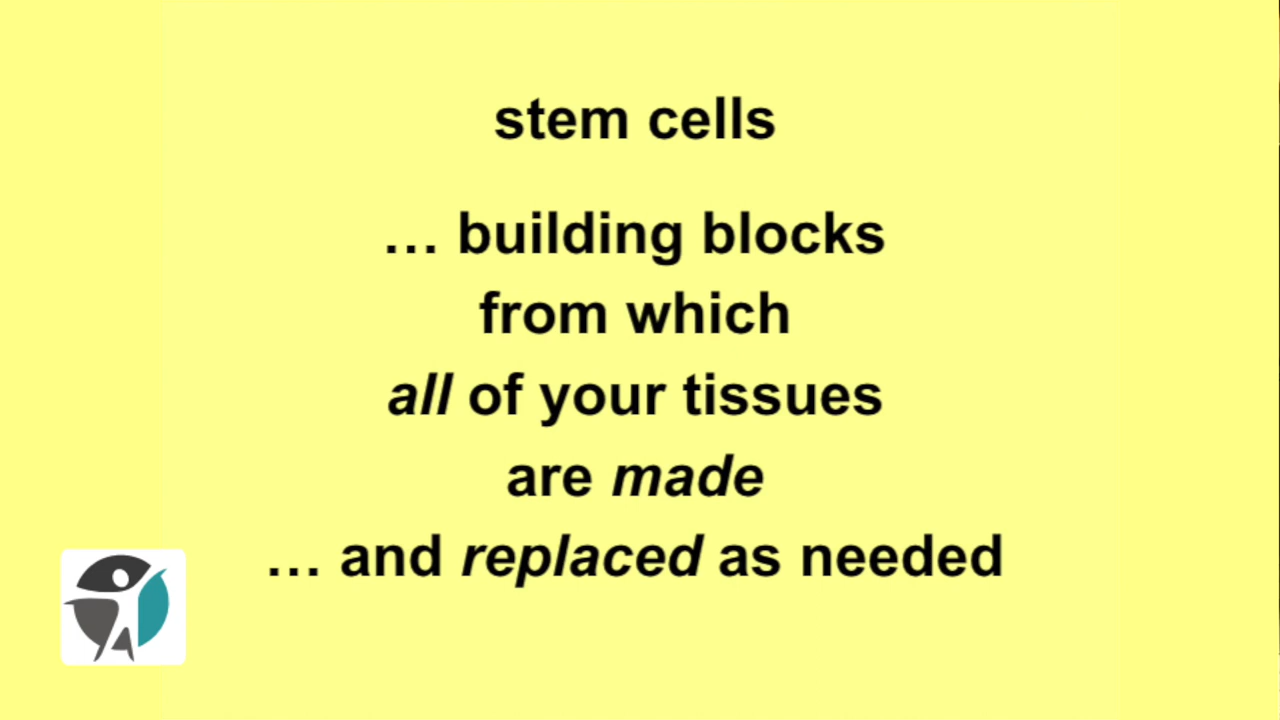 stem cells
… building blocks
from which
all of your tissues
are made
… and replaced as needed